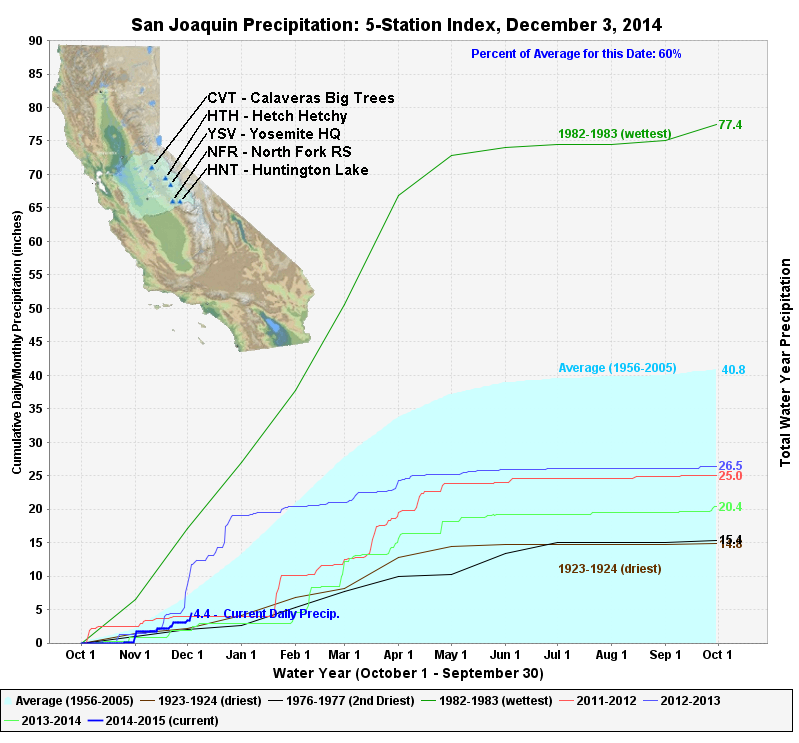 San Joaquin Precipitation: 5-Station Index, December 3, 2014
Percent of Average for this Date: 60%
CVT - Calaveras Big Trees
HTH - Hetch Hetchy
YSV - Yosemite HQ
NFR - North Fork RS
HNT - Huntington Lake
1982-1983 (wettest)
77.4
Average (1956-2005)
40.8
26.5
25.0
20.4
15.4
14.8
1923-1924 (driest)
4.4 - Current Daily Precip.
Cumulative Daily/Monthly Precipitation (inches)
90
85
80
75
70
65
60
55
50
45
40
35
30
25
20
15
10
5
0
Total Water Year Precipitation
Oct 1 Nov 1 Dec 1 Jan 1 Feb 1 Mar 1 Apr 1 May 1 Jun 1 Jul 1 Aug 1 Sep 1 Oct 1
Water Year (October 1 - September 30)
Average (1956-2005) 1923-1924 (driest) 1976-1977 (2nd Driest) 1982-1983 (wettest) 2011-2012 2012-2013
2013-2014 2014-2015 (current)